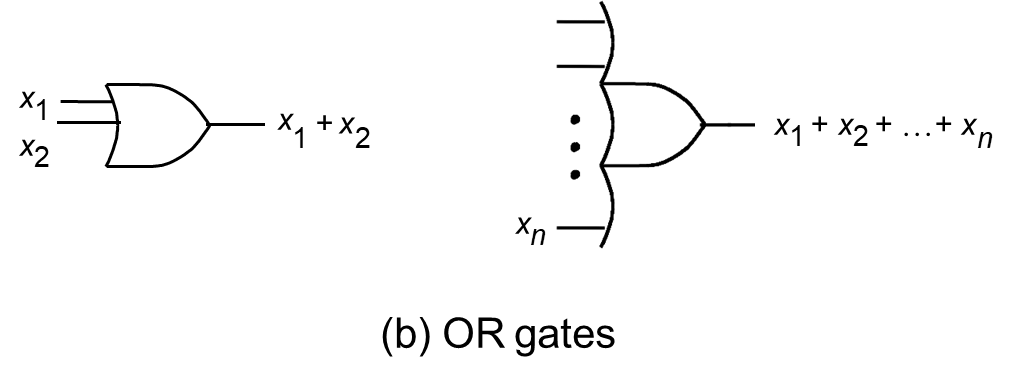 x1
x2
x1 + x2
xn
x1 + x2 + ...+ xn
(b) OR gates